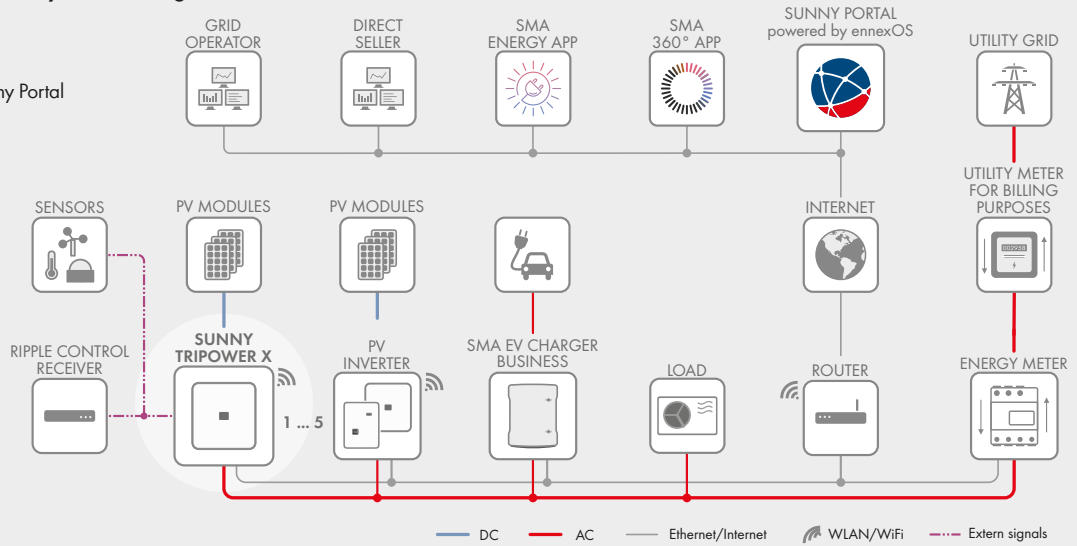 GRID
OPERATOR
DIRECT
SELLER
SMA
ENERGY APP
SMA
360° APP
SUNNY PORTAL
powered by ennexOS
UTILITY GRID
ny Portal
SENSORS
PV MODULES
PV MODULES
INTERNET
UTILITY METER
FOR BILLING
PURPOSES
RIPPLE CONTROL
RECEIVER
SUNNY
TRIPOWER X
1 ... 5
PV
INVERTER
SMA EV CHARGER
BUSINESS
LOAD
ROUTER
ENERGY METER
DC
AC
Ethernet/Internet
WLAN/WiFi
Extern signals